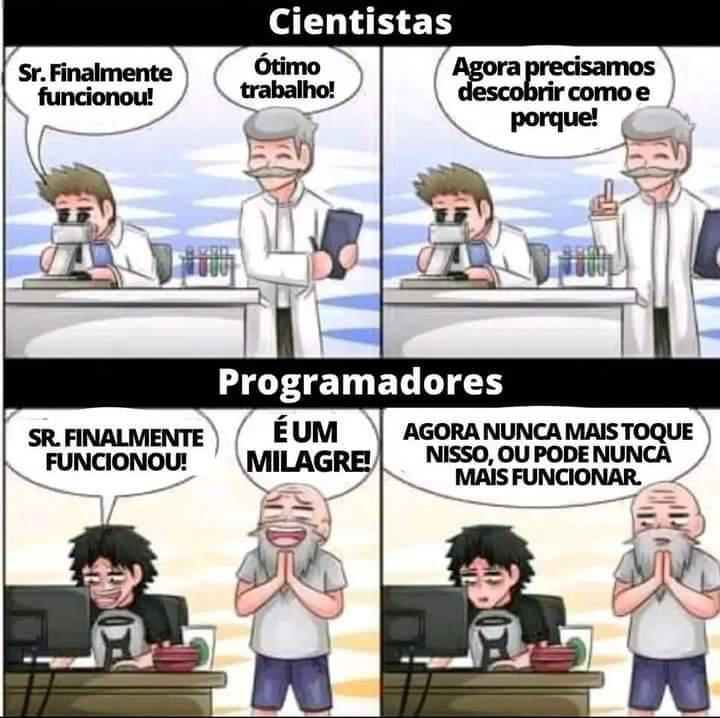 Cientistas
Sr. Finalmente
funcionou!
Ótimo
trabalho!
Agora precisamos
descobrir como e
porque!
Programadores
SR. FINALMENTE
FUNCIONOU!
É UM
MILAGRE!
AGORA NUNCA MAIS TOQUE
NISSO, OU PODE NUNCA
MAIS FUNCIONAR.